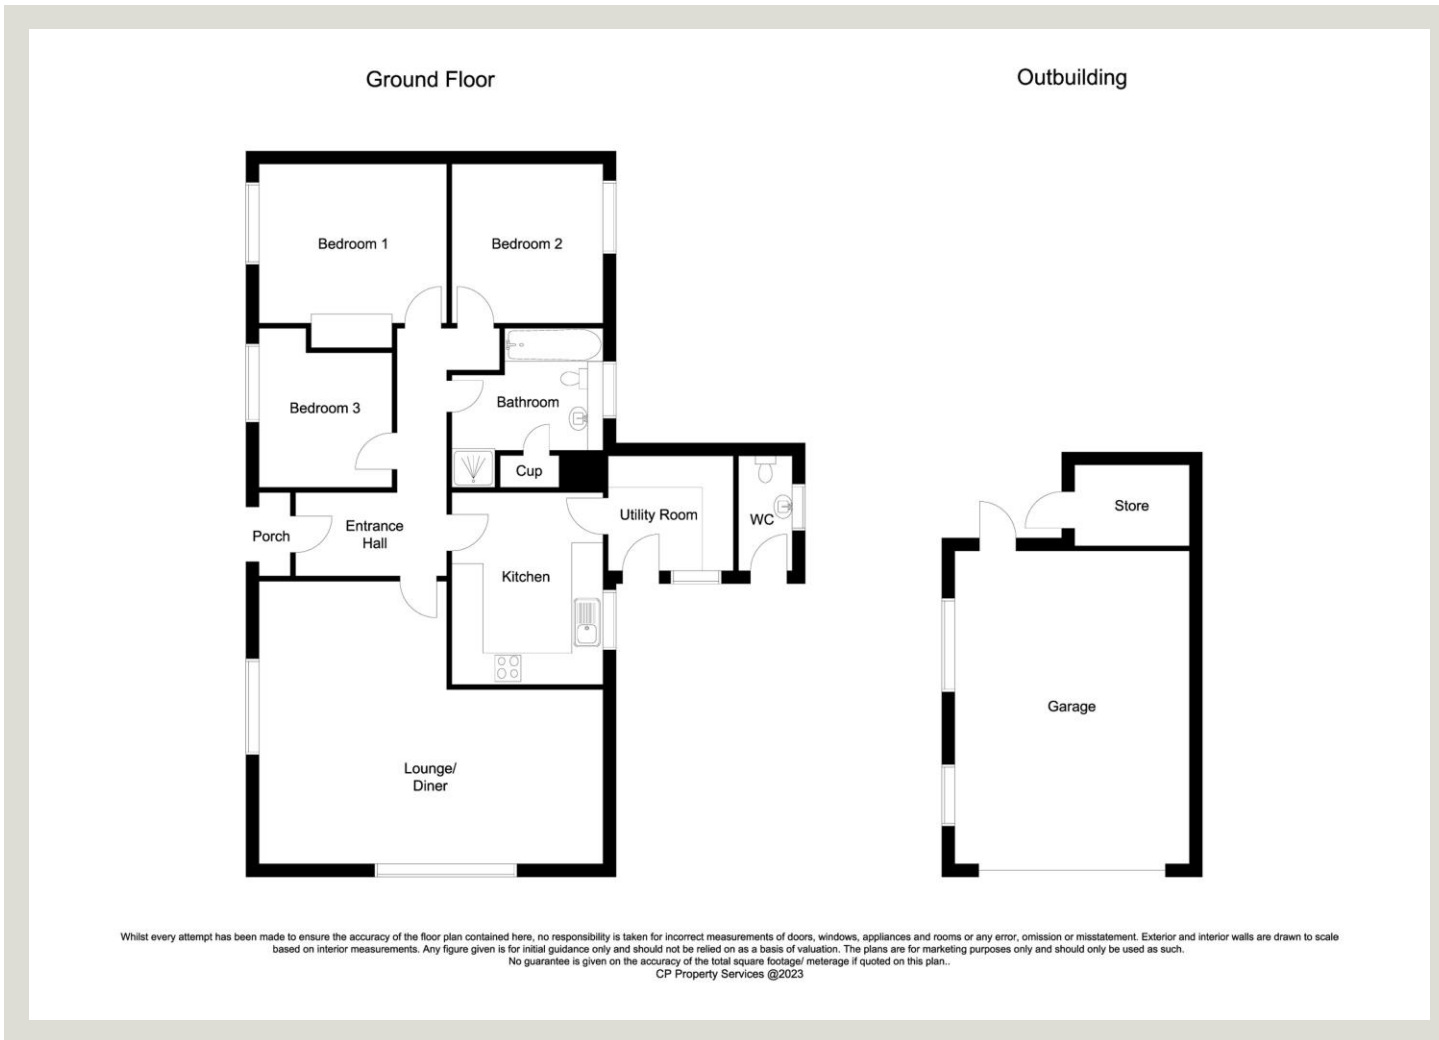 Ground Floor
Outbuilding
Bedroom 1
Bedroom 2
Bedroom 3
Bathroom
Cup
Porch
Entrance
Hall
Kitchen
Utility Room
WC
Store
Garage
Lounge/
Diner
Whilst every attempt has been made to ensure the accuracy of the floor plan contained here, no responsibility is taken for incorrect measurements of doors, windows, appliances and rooms or any error, omission or misstatement. Exterior and interior walls are drawn to scale
based on interior measurements. Any figure given is for initial guidance only and should not be relied on as a basis of valuation. The plans are for marketing purposes only and should only be used as such.
No guarantee is given on the accuracy of the total square footage/ meterage if quoted on this plan..
CP Property Services @2023